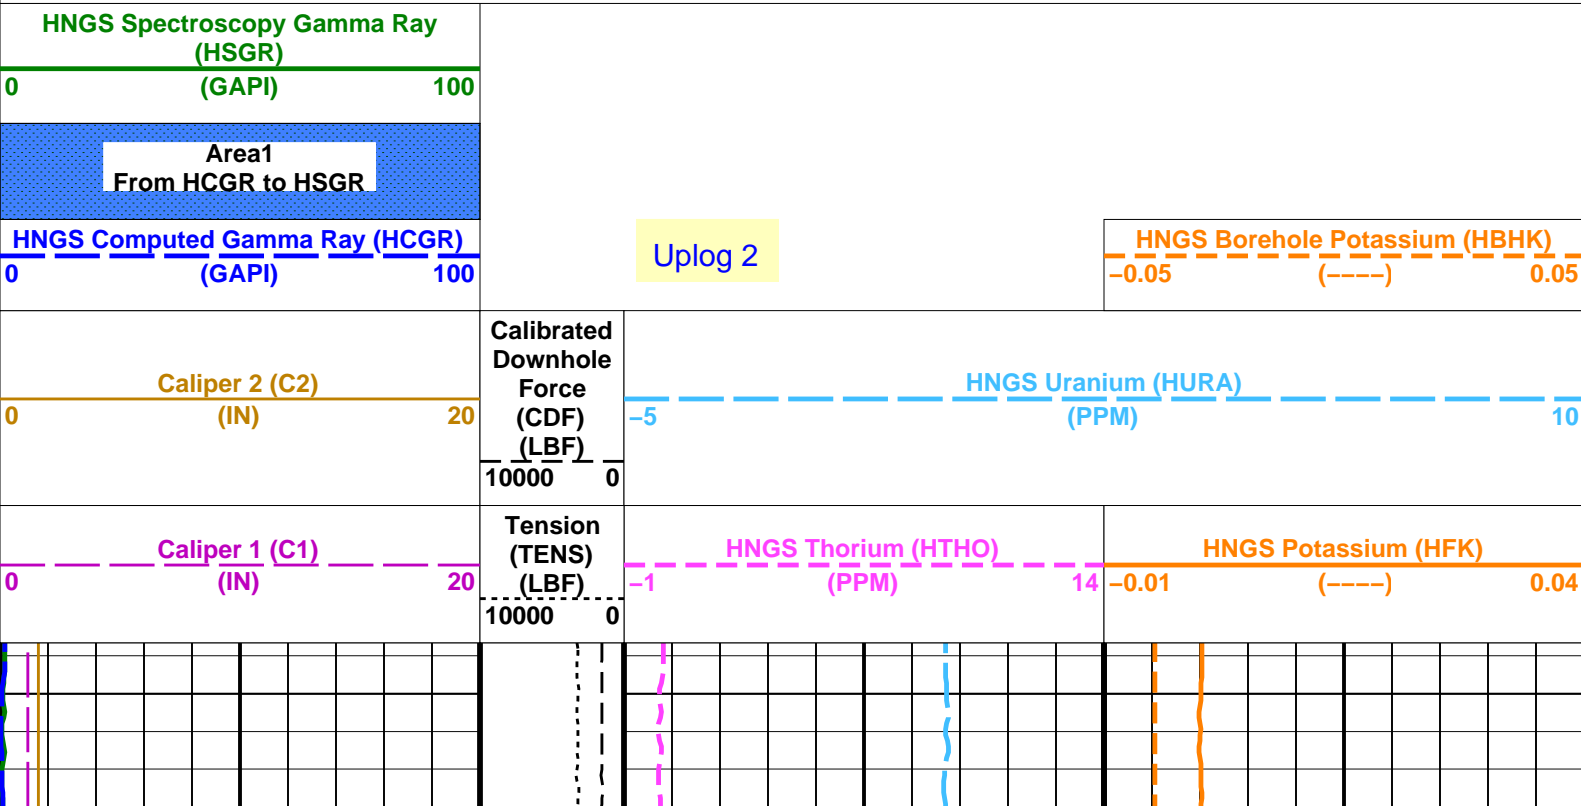 HNGS Spectroscopy Gamma Ray
(HSGR)
0 (GAPI) 100
Area1
From HCGR to HSGR
HNGS Computed Gamma Ray (HCGR)
0 (GAPI) 100
Uplog 2
HNGS Borehole Potassium (HBHK)
−0.05 (−−−−) 0.05
Caliper 2 (C2)
0 (IN) 20
Calibrated
Downhole
Force
(CDF)
(LBF)
10000 0
HNGS Uranium (HURA)
−5 (PPM) 10
Caliper 1 (C1)
0 (IN) 20
Tension
(TENS)
(LBF)
10000 0
HNGS Thorium (HTHO)
−1 (PPM) 14
HNGS Potassium (HFK)
−0.01 (−−−−) 0.04